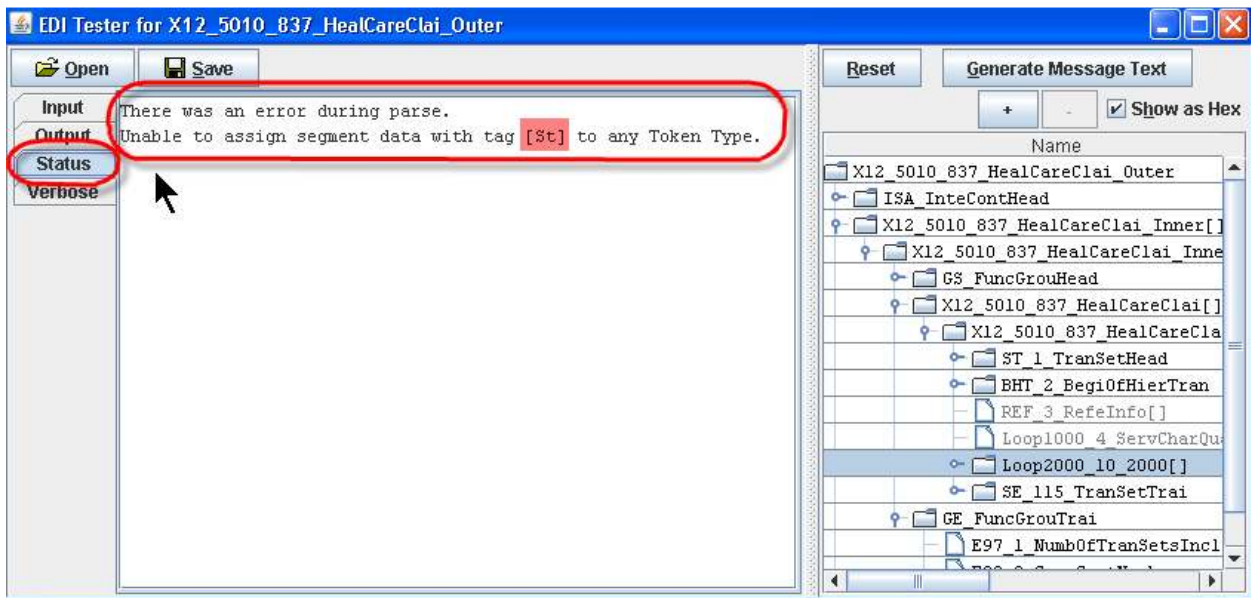 EDI Tester for X12_5010_837_HealCareClai_Outer
Open Save
Input
Output
Status
Verbose
There was an error during parse.
Unable to assign segment data with tag [St] to any Token Type.
Reset Generate Message Text
+ - Show as Hex
Name
X12_5010_837_HealCareClai_Outer
ISA_InteContHead
X12_5010_837_HealCareClai_Inner[]
X12_5010_837_HealCareClai_Inne
GS_FuncGrouHead
X12_5010_837_HealCareClai[]
X12_5010_837_HealCareCla
ST_1_TranSetHead
BHT_2_BegiOfHierTran
REF_3_RefeInfo[]
Loop1000_4_ServCharQu
Loop2000_10_2000[]
SE_115_TranSetTrai
GE_FuncGrouTrai
E97_1_NumbOfTranSetsIncl